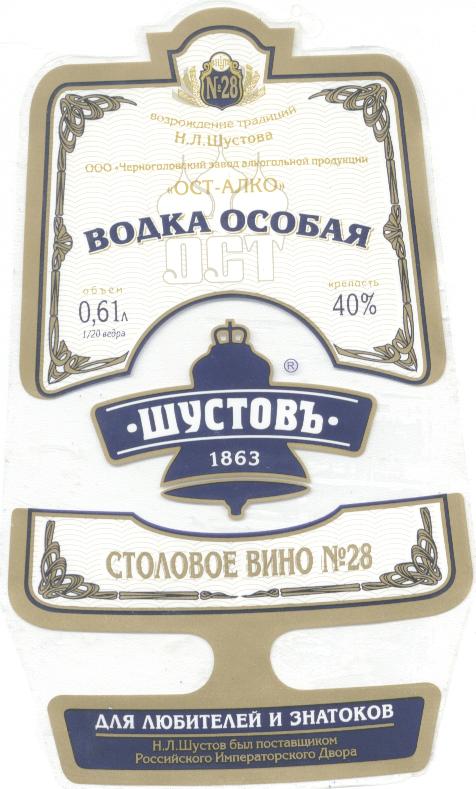 №28
возрождение традиций
Н.Л.Шустова
ООО «Черноголовский завод алкогольной продукции
«ОСТ-АЛКО»
ВОДКА ОСОБАЯ
ОСТ
объем
0,61л
1/20 ведра
крепость
40%
®
·ШУСТОВЪ·
1863
СТОЛОВОЕ ВИНО №28
ДЛЯ ЛЮБИТЕЛЕЙ И ЗНАТОКОВ
Н.Л.Шустов был поставщиком
Российского Императорского Двора